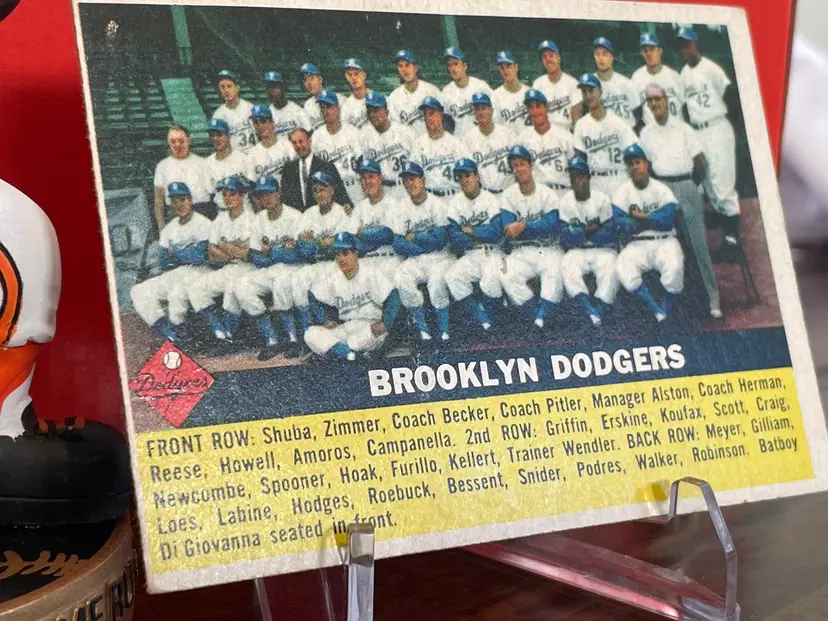 Dodgers
BROOKLYN DODGERS
FRONT ROW: Shuba, Zimmer, Coach Becker, Coach Pitler, Manager Alston, Coach Herman,
Reese, Howell, Amoros, Campanella. 2nd ROW: Griffin, Erskine, Koufax, Scott, Craig,
Newcombe, Spooner, Hoak, Furillo, Kellert, Trainer Wendler. BACK ROW: Meyer, Gilliam,
Loes, Labine, Hodges, Roebuck, Bessent, Snider, Podres, Walker, Robinson. Batboy
Di Giovanna seated in front.